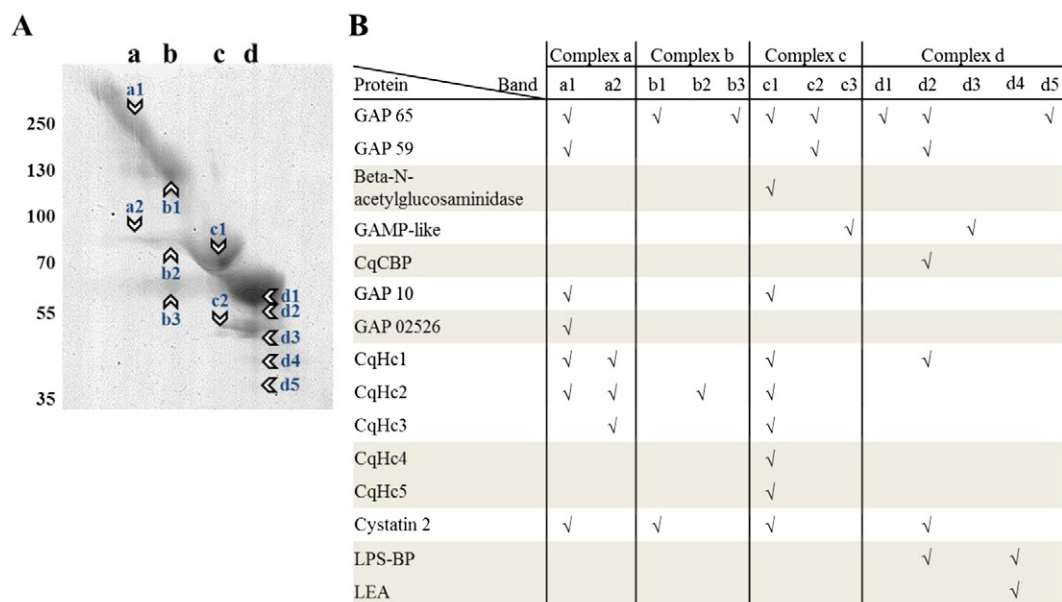 A
B
a b c d
a1
250
130
b1
a2
100
c1
70
b2
c2
d1
d2
55
b3
d3
d4
d5
35
Complex a Complex b Complex c Complex d
Protein Band a1 a2 b1 b2 b3 c1 c2 c3 d1 d2 d3 d4 d5
GAP 65 √ √ √ √ √ √ √ √
GAP 59 √ √ √
Beta-N-
acetylglucosaminidase √
GAMP-like √ √
CqCBP √
GAP 10 √ √
GAP 02526 √
CqHc1 √ √ √ √
CqHc2 √ √ √ √
CqHc3 √ √
CqHc4 √
CqHc5 √
Cystatin 2 √ √ √ √
LPS-BP √ √
LEA √